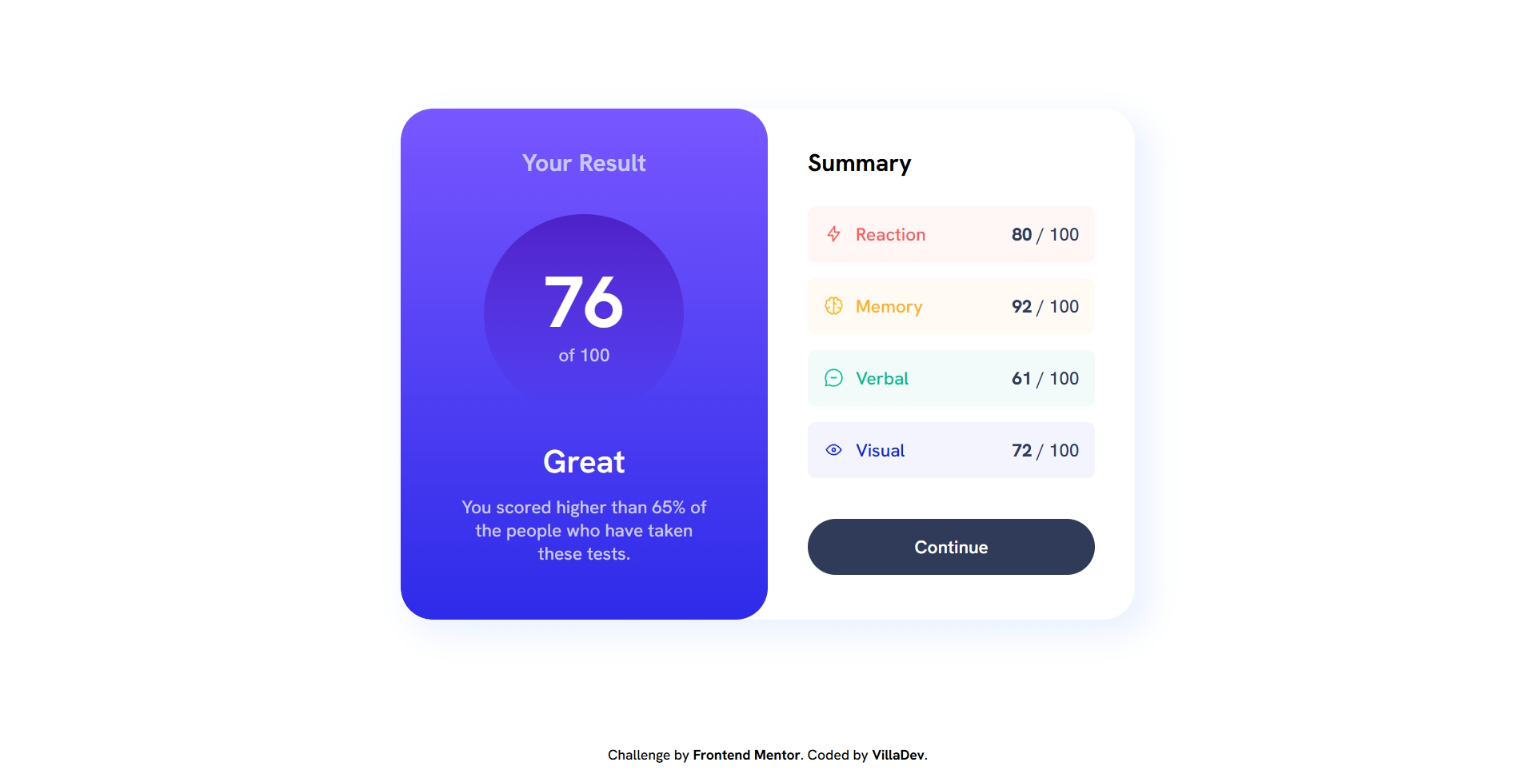 Your Result
76
of 100
Great
You scored higher than 65% of
the people who have taken
these tests.
Summary
Reaction 80 / 100
Memory 92 / 100
Verbal 61 / 100
Visual 72 / 100
Continue
Challenge by Frontend Mentor. Coded by VillaDev.